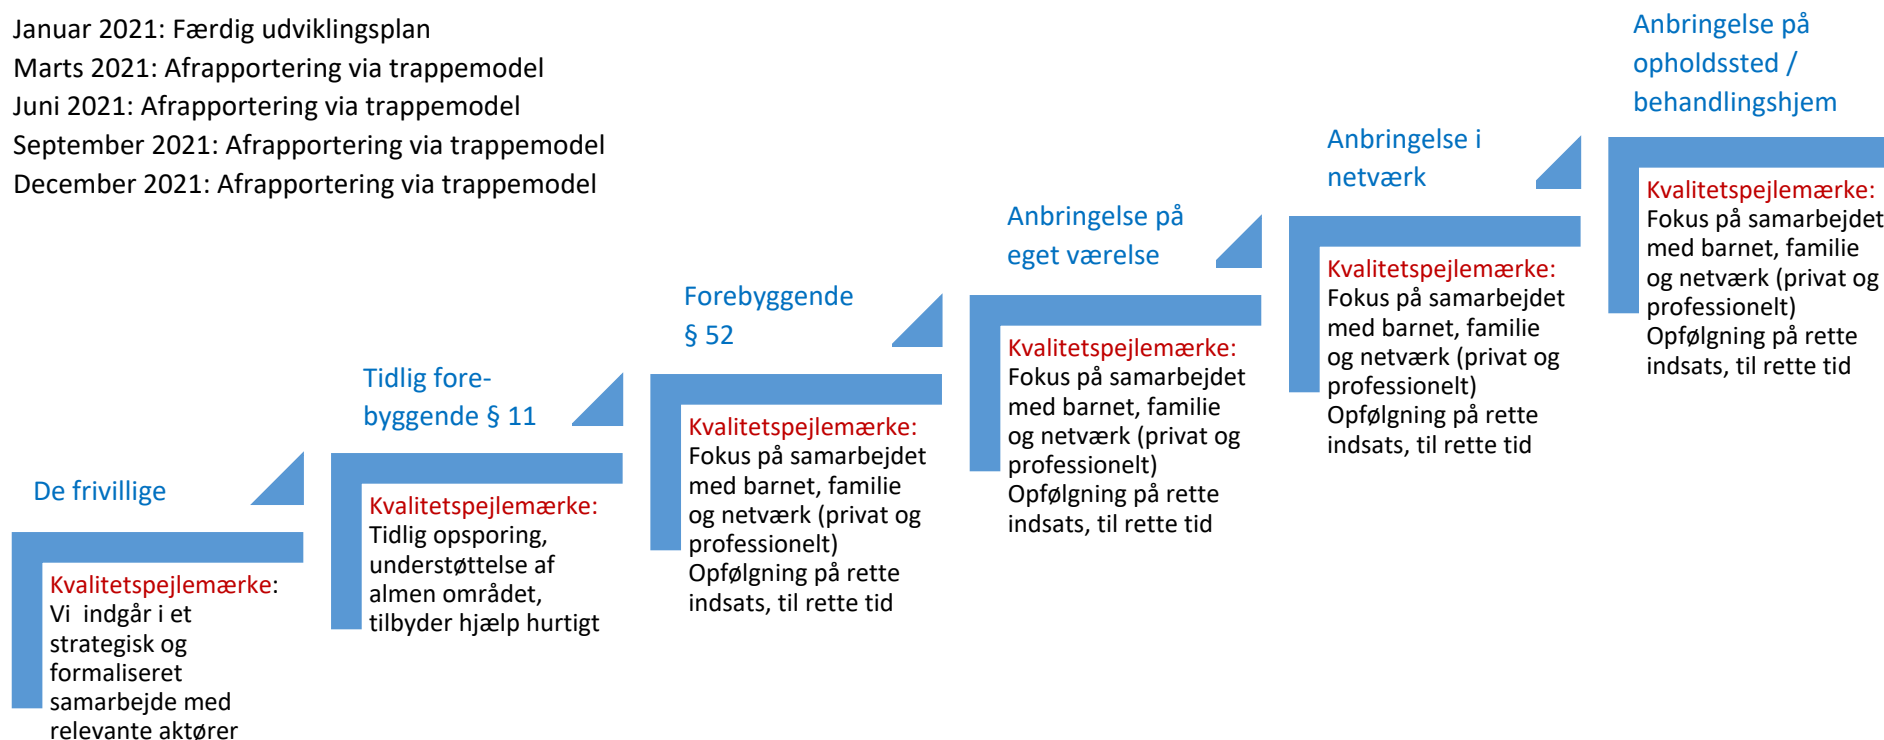 Januar 2021: Færdig udviklingsplan
Marts 2021: Afrapportering via trappemodel
Juni 2021: Afrapportering via trappemodel
September 2021: Afrapportering via trappemodel
December 2021: Afrapportering via trappemodel
De frivillige
Kvalitetspejlemærke:
Vi  indgår i et
strategisk og
formaliseret
samarbejde med
relevante aktører
Tidlig fore-
byggende § 11
Kvalitetspejlemærke:
Tidlig opsporing,
understøttelse af
almen området,
tilbyder hjælp hurtigt
Forebyggende
§ 52
Kvalitetspejlemærke:
Fokus på samarbejdet
med barnet, familie
og netværk (privat og
professionelt)
Opfølgning på rette
indsats, til rette tid
Anbringelse på
eget værelse
Kvalitetspejlemærke:
Fokus på samarbejdet
med barnet, familie
og netværk (privat og
professionelt)
Opfølgning på rette
indsats, til rette tid
Anbringelse i
netværk
Kvalitetspejlemærke:
Fokus på samarbejdet
med barnet, familie
og netværk (privat og
professionelt)
Opfølgning på rette
indsats, til rette tid
Anbringelse på
opholdssted /
behandlingshjem
Kvalitetspejlemærke:
Fokus på samarbejdet
med barnet, familie
og netværk (privat og
professionelt)
Opfølgning på rette
indsats, til rette tid